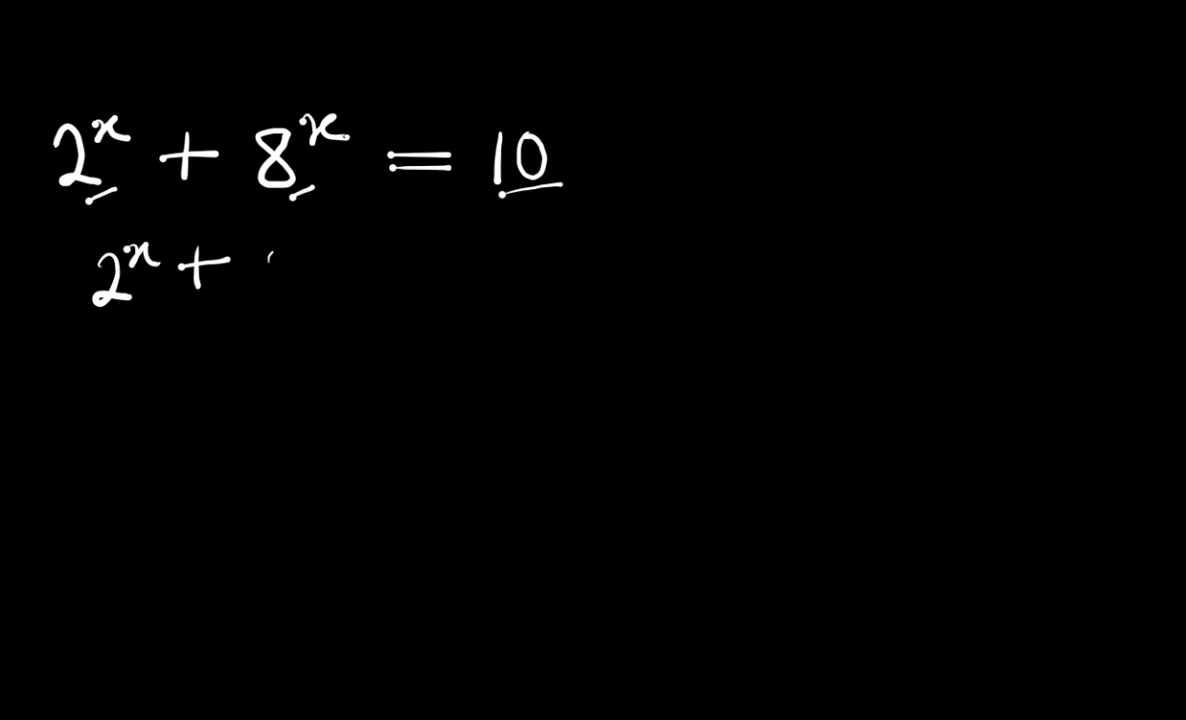 2^x + 8^x = 10
2^x +